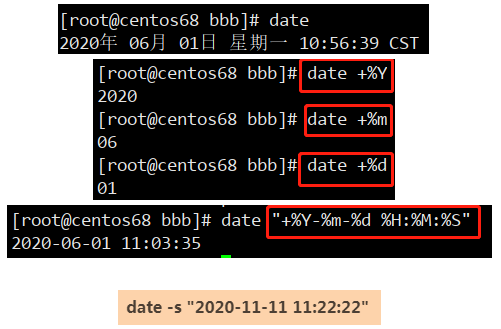 [root@centos68 bbb]# date
2020年 06月 01日 星期一 10:56:39 CST
[root@centos68 bbb]# date +%Y
2020
[root@centos68 bbb]# date +%m
06
[root@centos68 bbb]# date +%d
01
[root@centos68 bbb]# date "+%Y-%m-%d %H:%M:%S"
2020-06-01 11:03:35
date -s "2020-11-11 11:22:22"